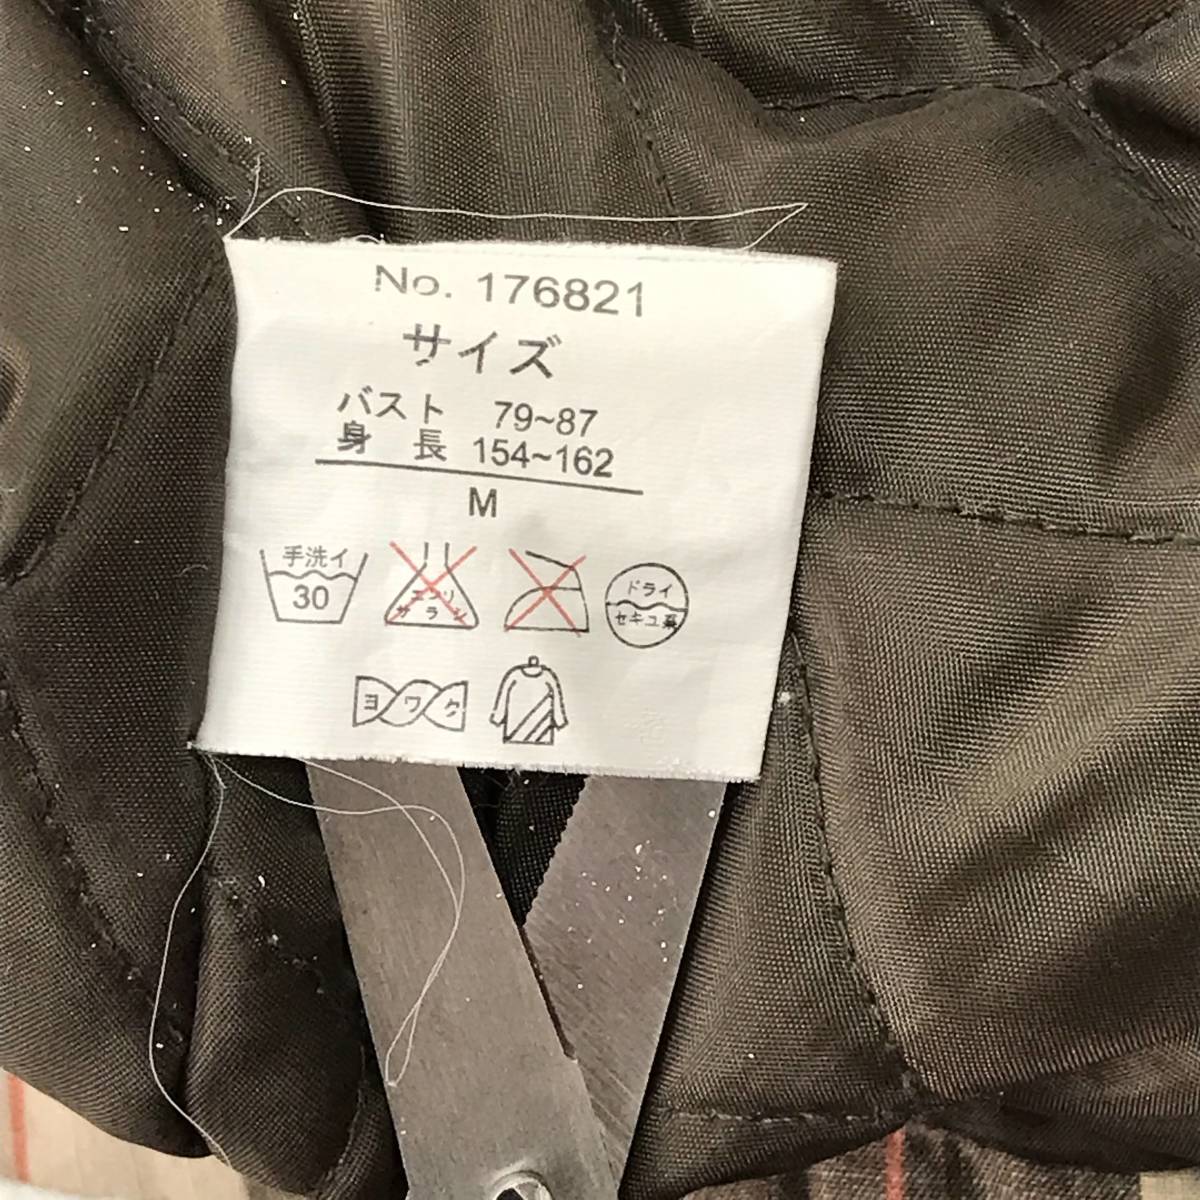 No. 176821
サイズ
バスト 79~87
身 長 154~162
M
手洗イ
30
エンソ
サラシ
ドライ
セキユ系
ヨワク